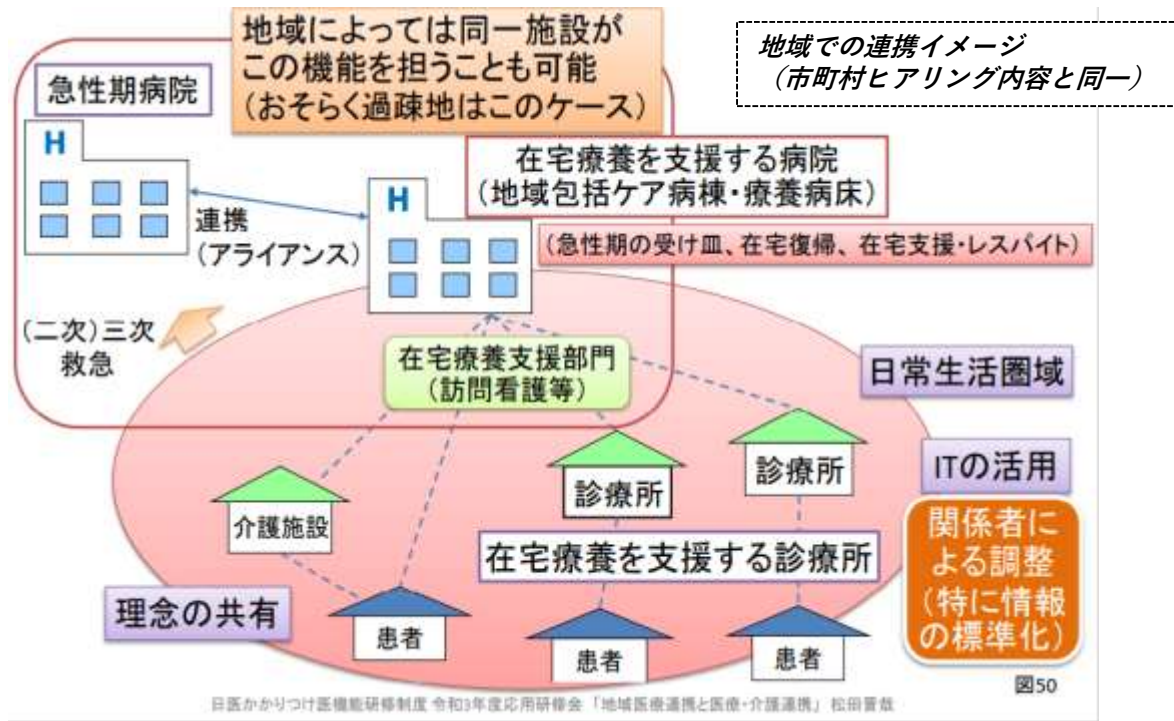 地域での連携イメージ
（市町村ヒアリング内容と同一）
地域によっては同一施設が
この機能を担うことも可能
（おそらく過疎地はこのケース）
急性期病院
H
在宅療養を支援する病院
（地域包括ケア病棟・療養病床）
H
連携
（アライアンス）
（急性期の受け皿、在宅復帰、在宅支援・レスパイト）
（二次）三次
救急
在宅療養支援部門
（訪問看護等）
日常生活圏域
診療所
ITの活用
診療所
介護施設
関係者に
よる調整
（特に情報
の標準化）
在宅療養を支援する診療所
理念の共有
患者
患者
患者
図50
日医かかりつけ医機能研修制度 令和3年度応用研修会 「地域医療連携と医療・介護連携」 松田晋哉